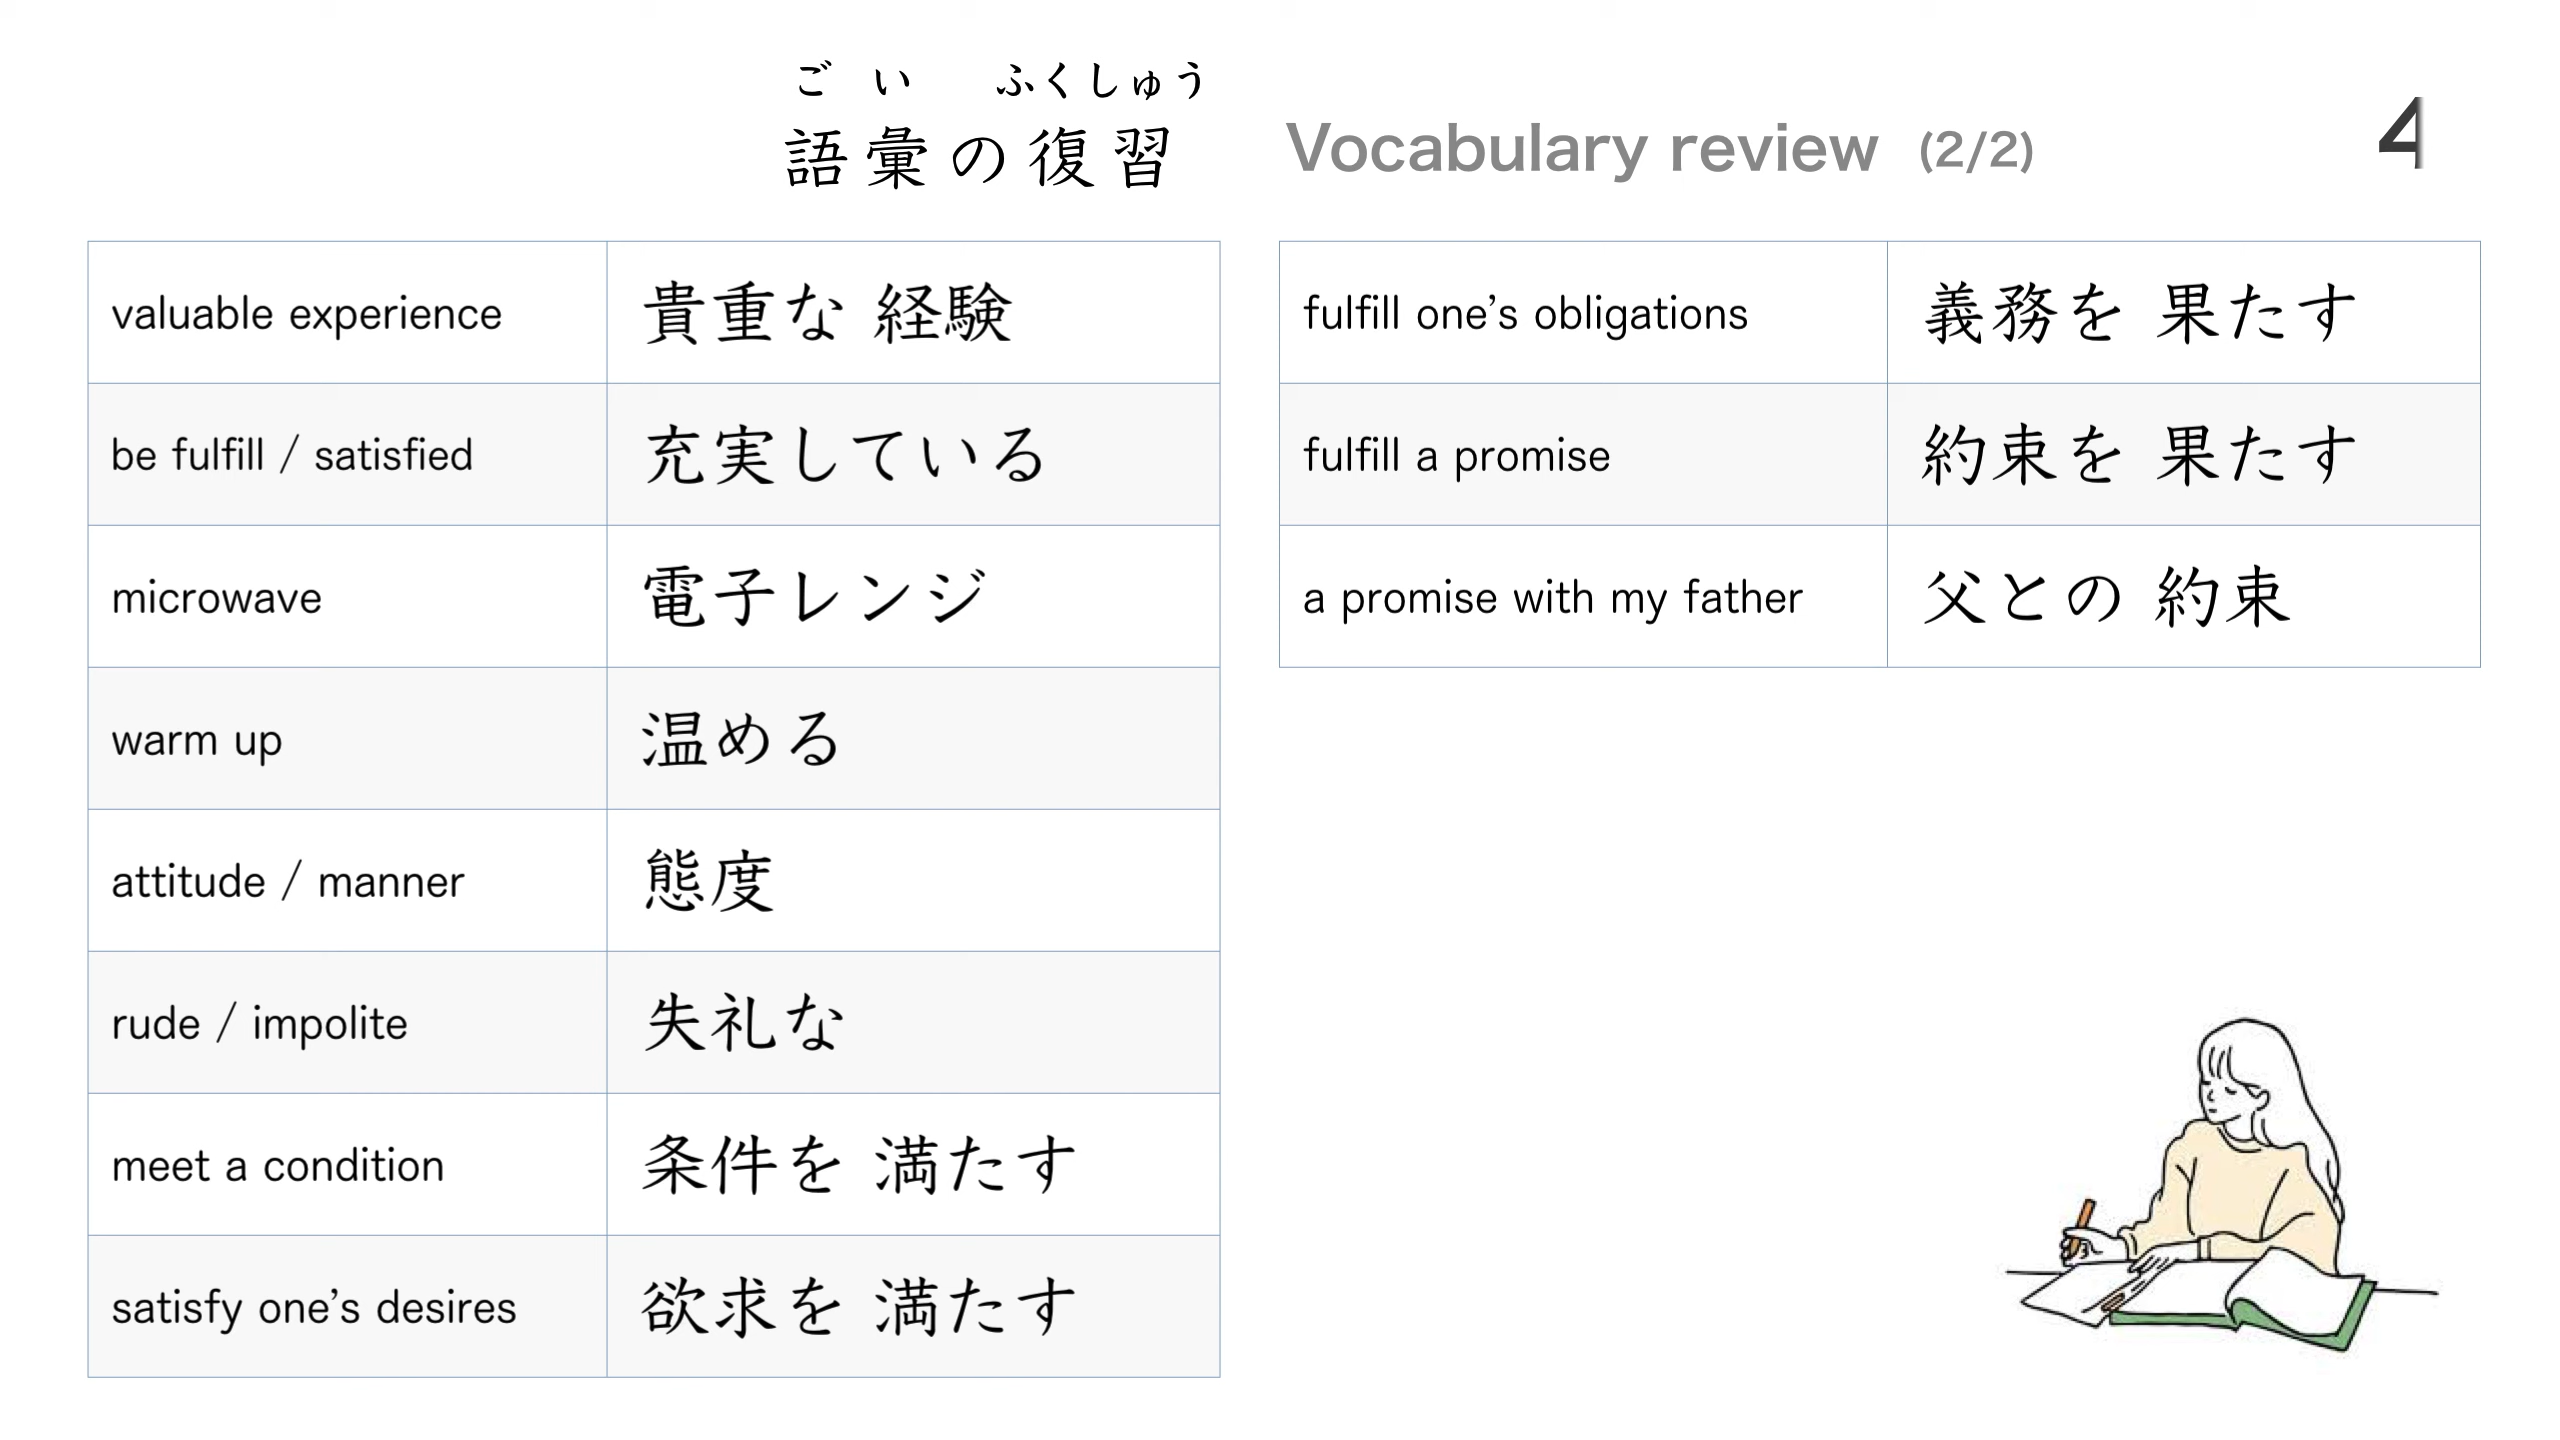 ごい ふくしゅう
語彙の復習 Vocabulary review (2/2) 4
valuable experience 貴重な 経験
be fulfill / satisfied 充実している
microwave 電子レンジ
warm up 温める
attitude / manner 態度
rude / impolite 失礼な
meet a condition 条件を 満たす
satisfy one’s desires 欲求を 満たす
fulfill one’s obligations 義務を 果たす
fulfill a promise 約束を 果たす
a promise with my father 父との 約束